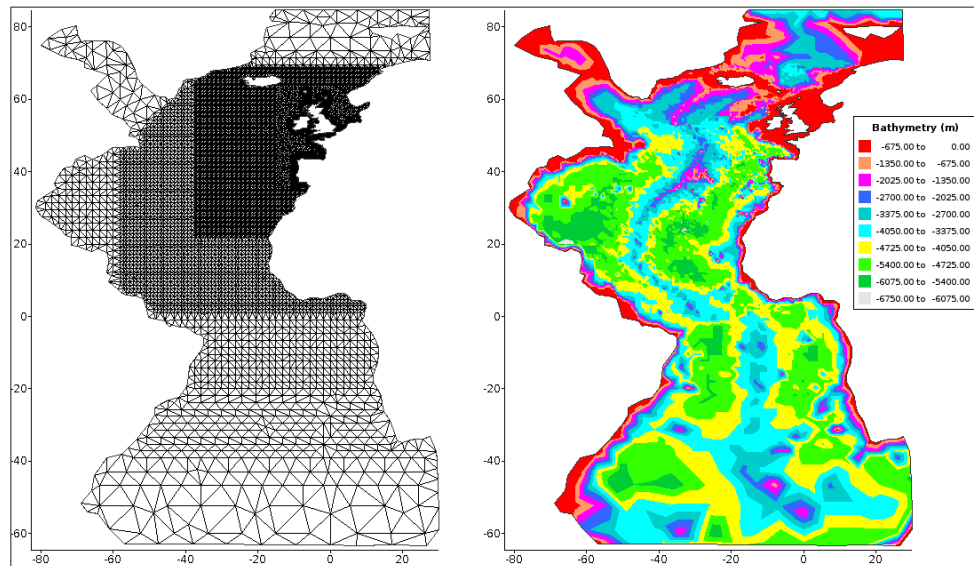 80
60
40
20
0
-20
-40
-60
-80 -60 -40 -20 0 20
80
60
40
20
0
-20
-40
-60
-80 -60 -40 -20 0 20
Bathymetry (m)
-675.00 to 0.00
-1350.00 to -675.00
-2025.00 to -1350.00
-2700.00 to -2025.00
-3375.00 to -2700.00
-4050.00 to -3375.00
-4725.00 to -4050.00
-5400.00 to -4725.00
-6075.00 to -5400.00
-6750.00 to -6075.00